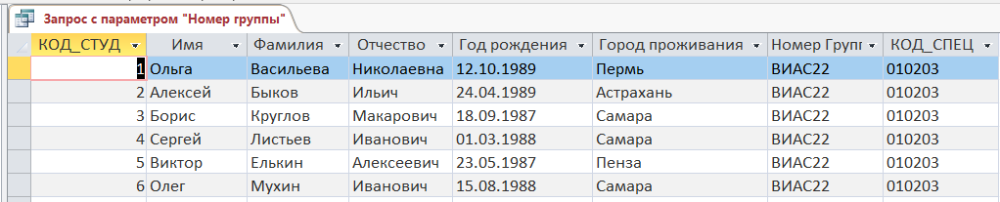 Запрос с параметром "Номер группы"
КОД_СТУД Имя Фамилия Отчество Год рождения Город проживания Номер Групп КОД_СПЕЦ
1 Ольга Васильева Николаевна 12.10.1989 Пермь ВИАС22 010203
2 Алексей Быков Ильич 24.04.1989 Астрахань ВИАС22 010203
3 Борис Круглов Макарович 18.09.1987 Самара ВИАС22 010203
4 Сергей Листьев Иванович 01.03.1988 Самара ВИАС22 010203
5 Виктор Елькин Алексеевич 23.05.1987 Пенза ВИАС22 010203
6 Олег Мухин Иванович 15.08.1988 Самара ВИАС22 010203